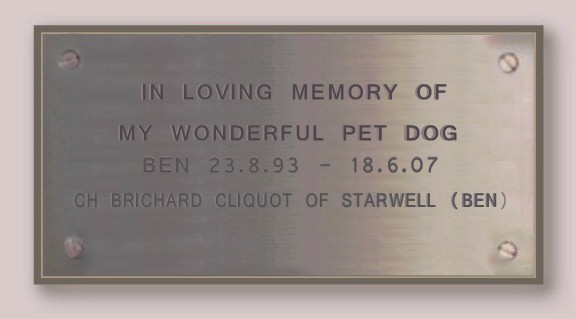 IN LOVING MEMORY OF
MY WONDERFUL PET DOG
BEN 23.8.93 - 18.6.07
CH BRICHARD CLIQUOT OF STARWELL (BEN)